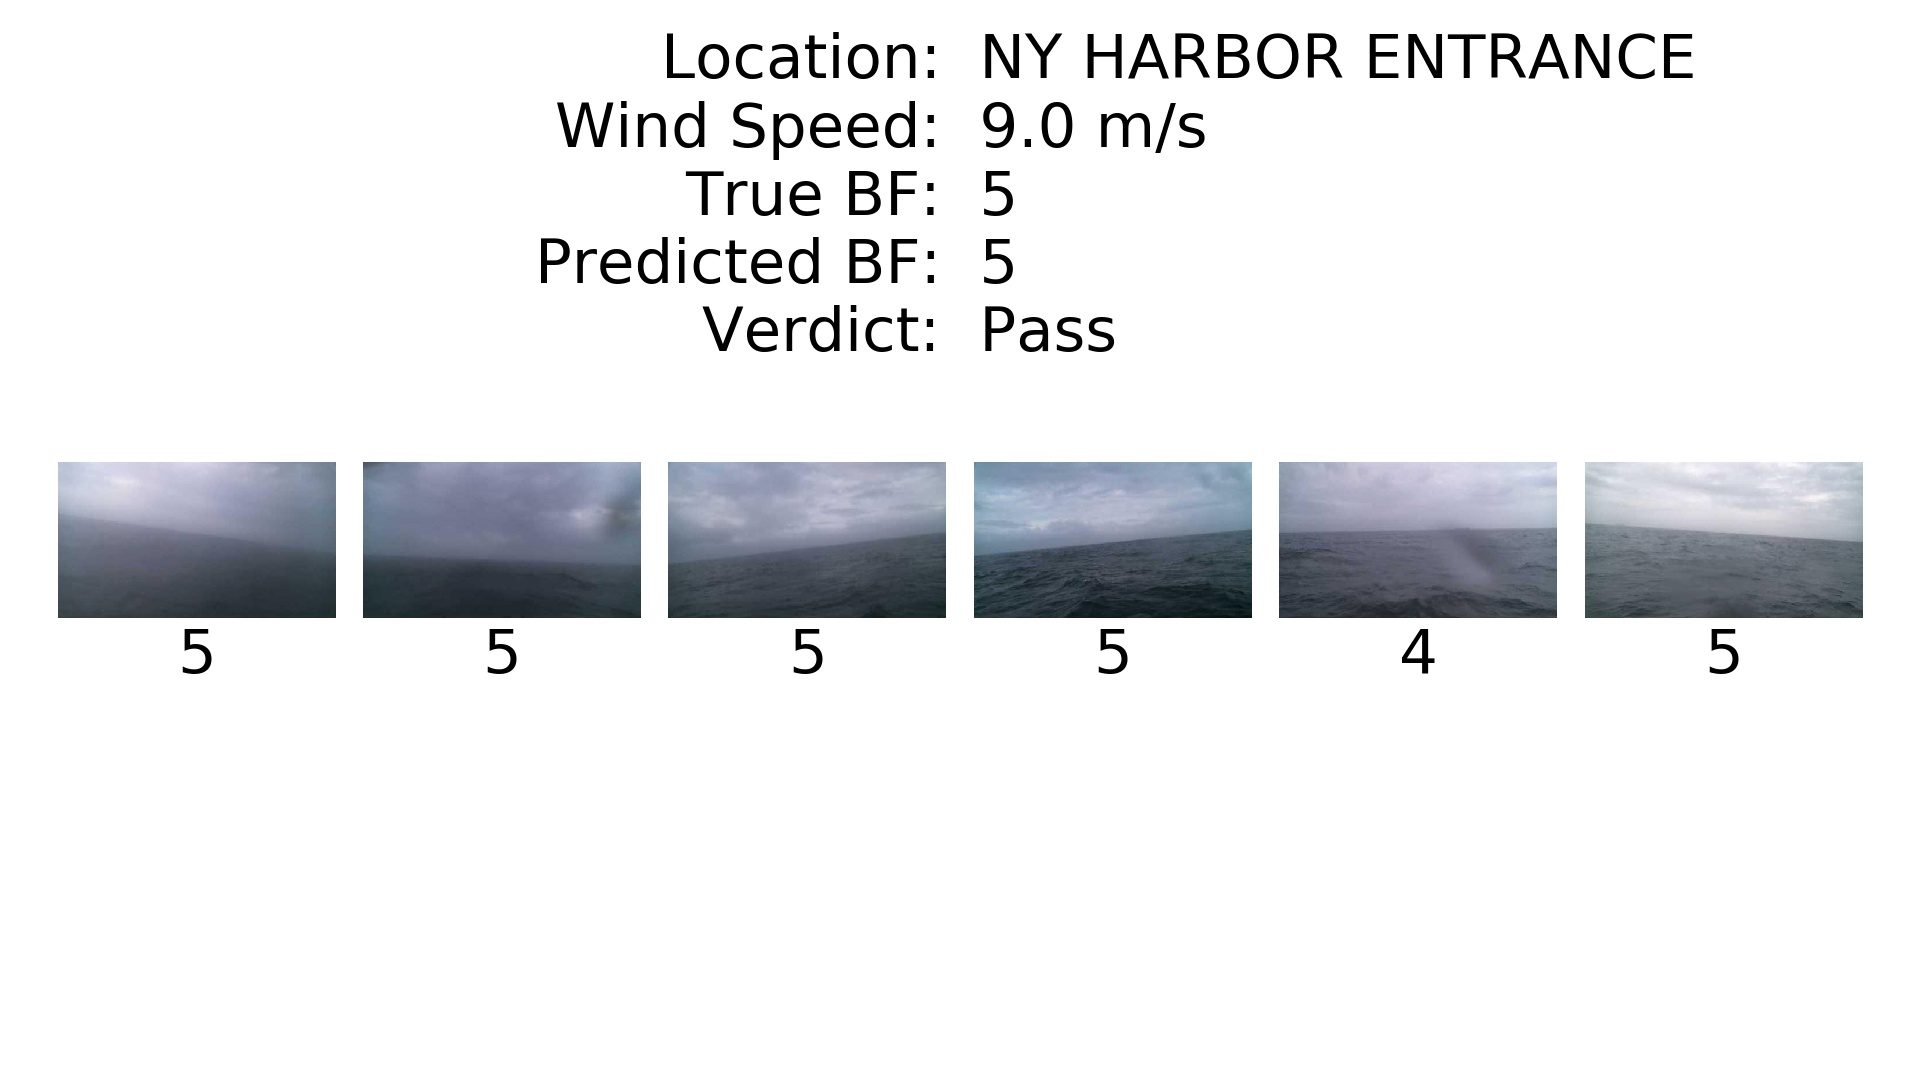 Location: NY HARBOR ENTRANCE
Wind Speed: 9.0 m/s
True BF: 5
Predicted BF: 5
Verdict: Pass
5 5 5 5 4 5